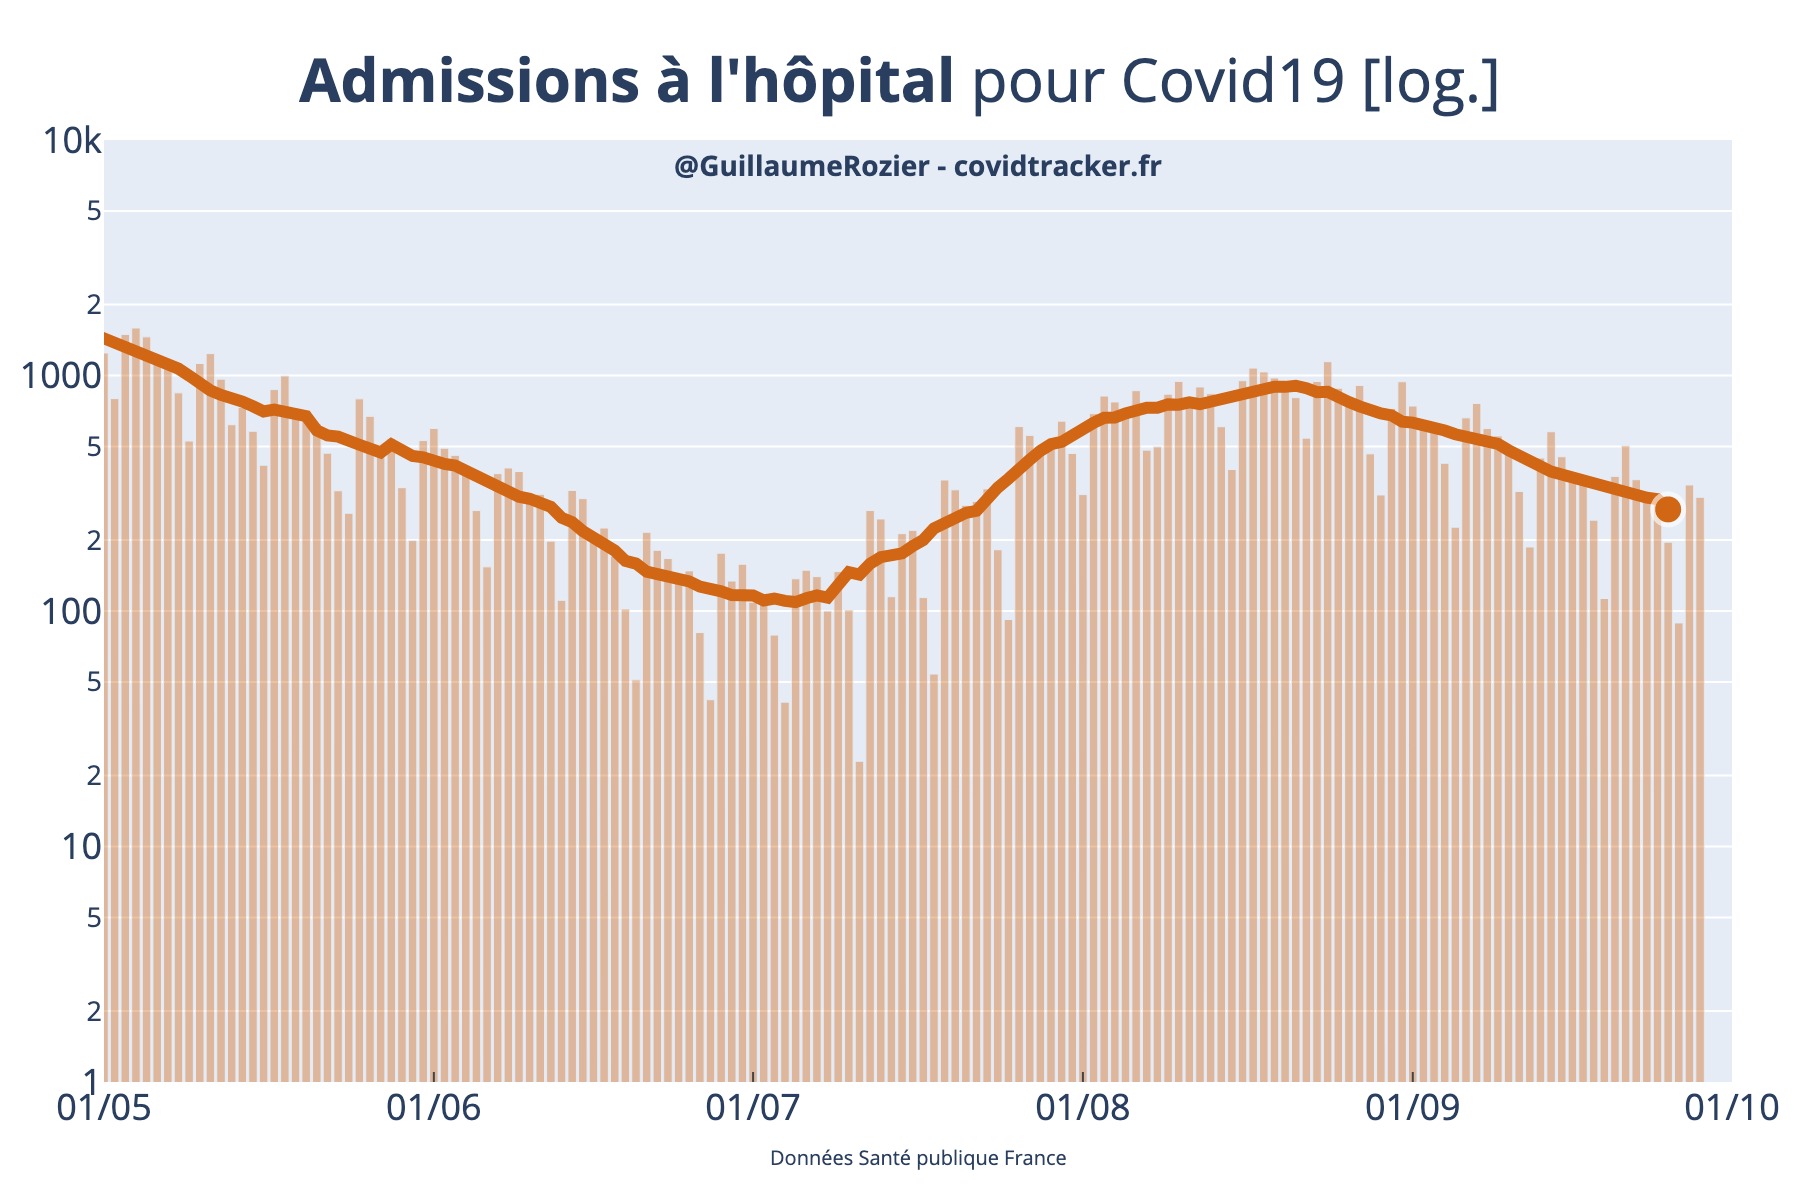 Admissions à l'hôpital pour Covid19 [log.]
@GuillaumeRozier - covidtracker.fr
10k
5
2
1000
5
2
100
5
2
10
5
2
1
01/05 01/06 01/07 01/08 01/09 01/10
Données Santé publique France